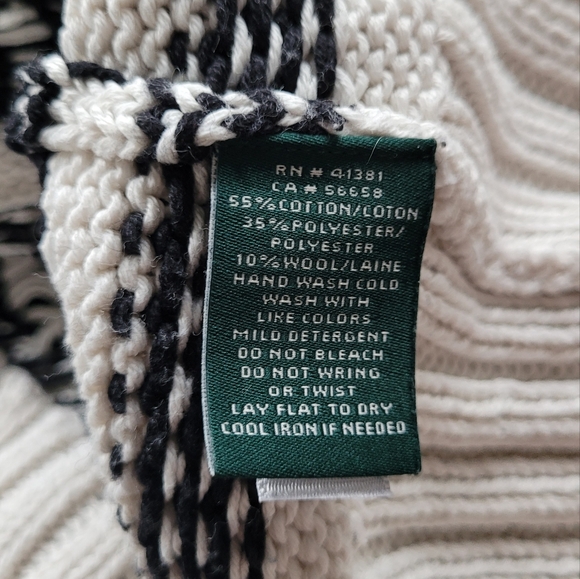 RN # 41381
CA # 56658
55% COTTON/COTON
35% POLYESTER/
POLYESTER
10% WOOL/LAINE
HAND WASH COLD
WASH WITH
LIKE COLORS
MILD DETERGENT
DO NOT BLEACH
DO NOT WRING
OR TWIST
LAY FLAT TO DRY
COOL IRON IF NEEDED